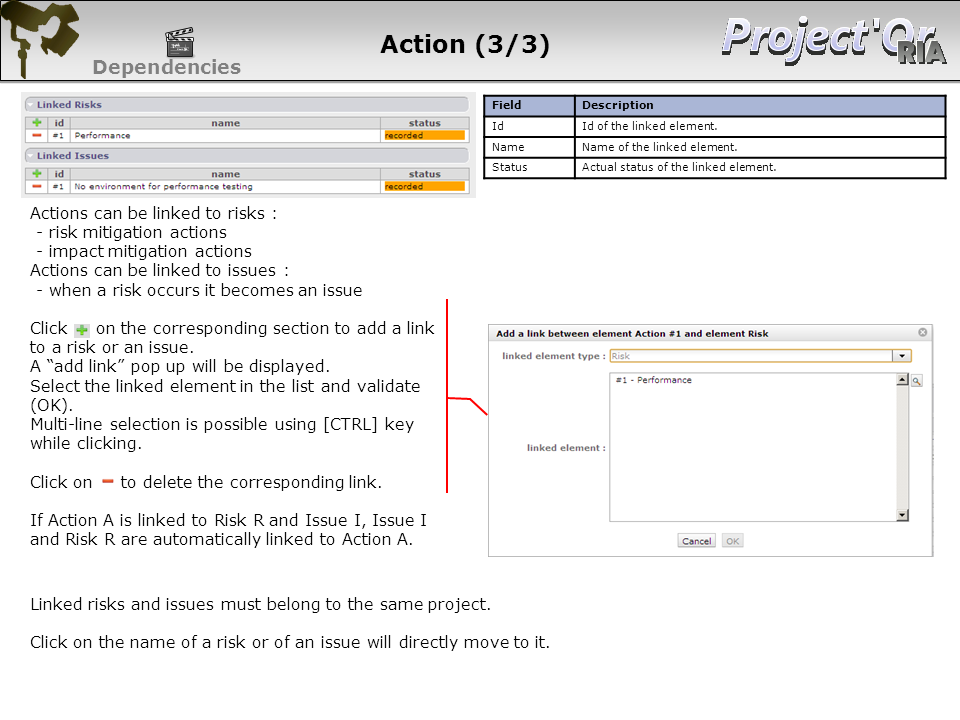 Action (3/3)
Project'Or
RIA
Dependencies
Linked Risks
id name status
#1 Performance recorded
Linked Issues
id name status
#1 No environment for performance testing recorded
Field Description
Id Id of the linked element.
Name Name of the linked element.
Status Actual status of the linked element.
Actions can be linked to risks :
- risk mitigation actions
- impact mitigation actions
Actions can be linked to issues :
- when a risk occurs it becomes an issue
Click on the corresponding section to add a link
to a risk or an issue.
A “add link” pop up will be displayed.
Select the linked element in the list and validate
(OK).
Multi-line selection is possible using [CTRL] key
while clicking.
Click on to delete the corresponding link.
If Action A is linked to Risk R and Issue I, Issue I
and Risk R are automatically linked to Action A.
Add a link between element Action #1 and element Risk
linked element type : Risk
#1 - Performance
linked element :
Cancel OK
Linked risks and issues must belong to the same project.
Click on the name of a risk or of an issue will directly move to it.